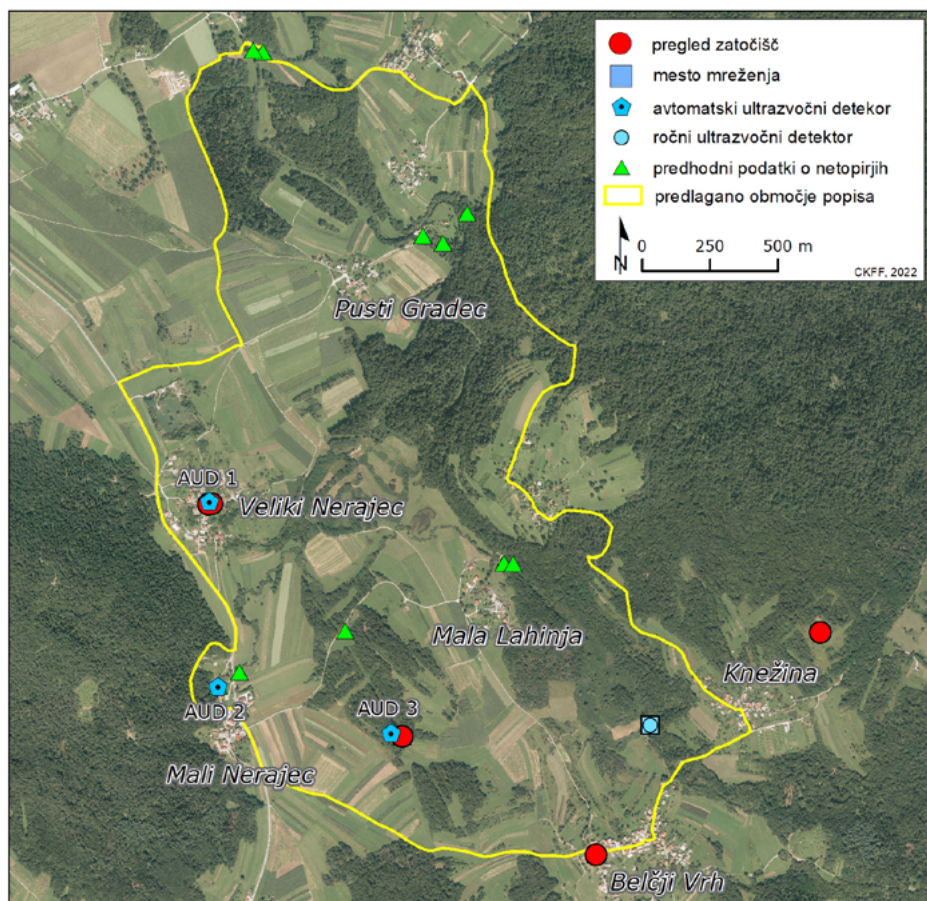 pregled zatočišč
mesto mreženja
avtomatski ultrazvočni detekor
ročni ultrazvočni detektor
predhodni podatki o netopirjih
predlagano območje popisa
N
0 250 500 m
CKFF, 2022
Pusti Gradec
AUD 1
Veliki Nerajec
Mala Lahinja
Knežina
AUD 2
AUD 3
Mali Nerajec
Belčji Vrh